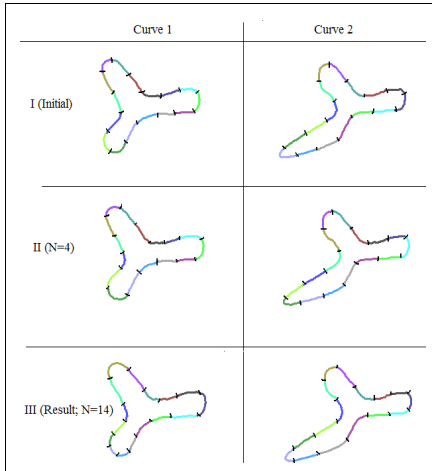 Curve 1
Curve 2
I (Initial)
II (N=4)
III (Result; N=14)